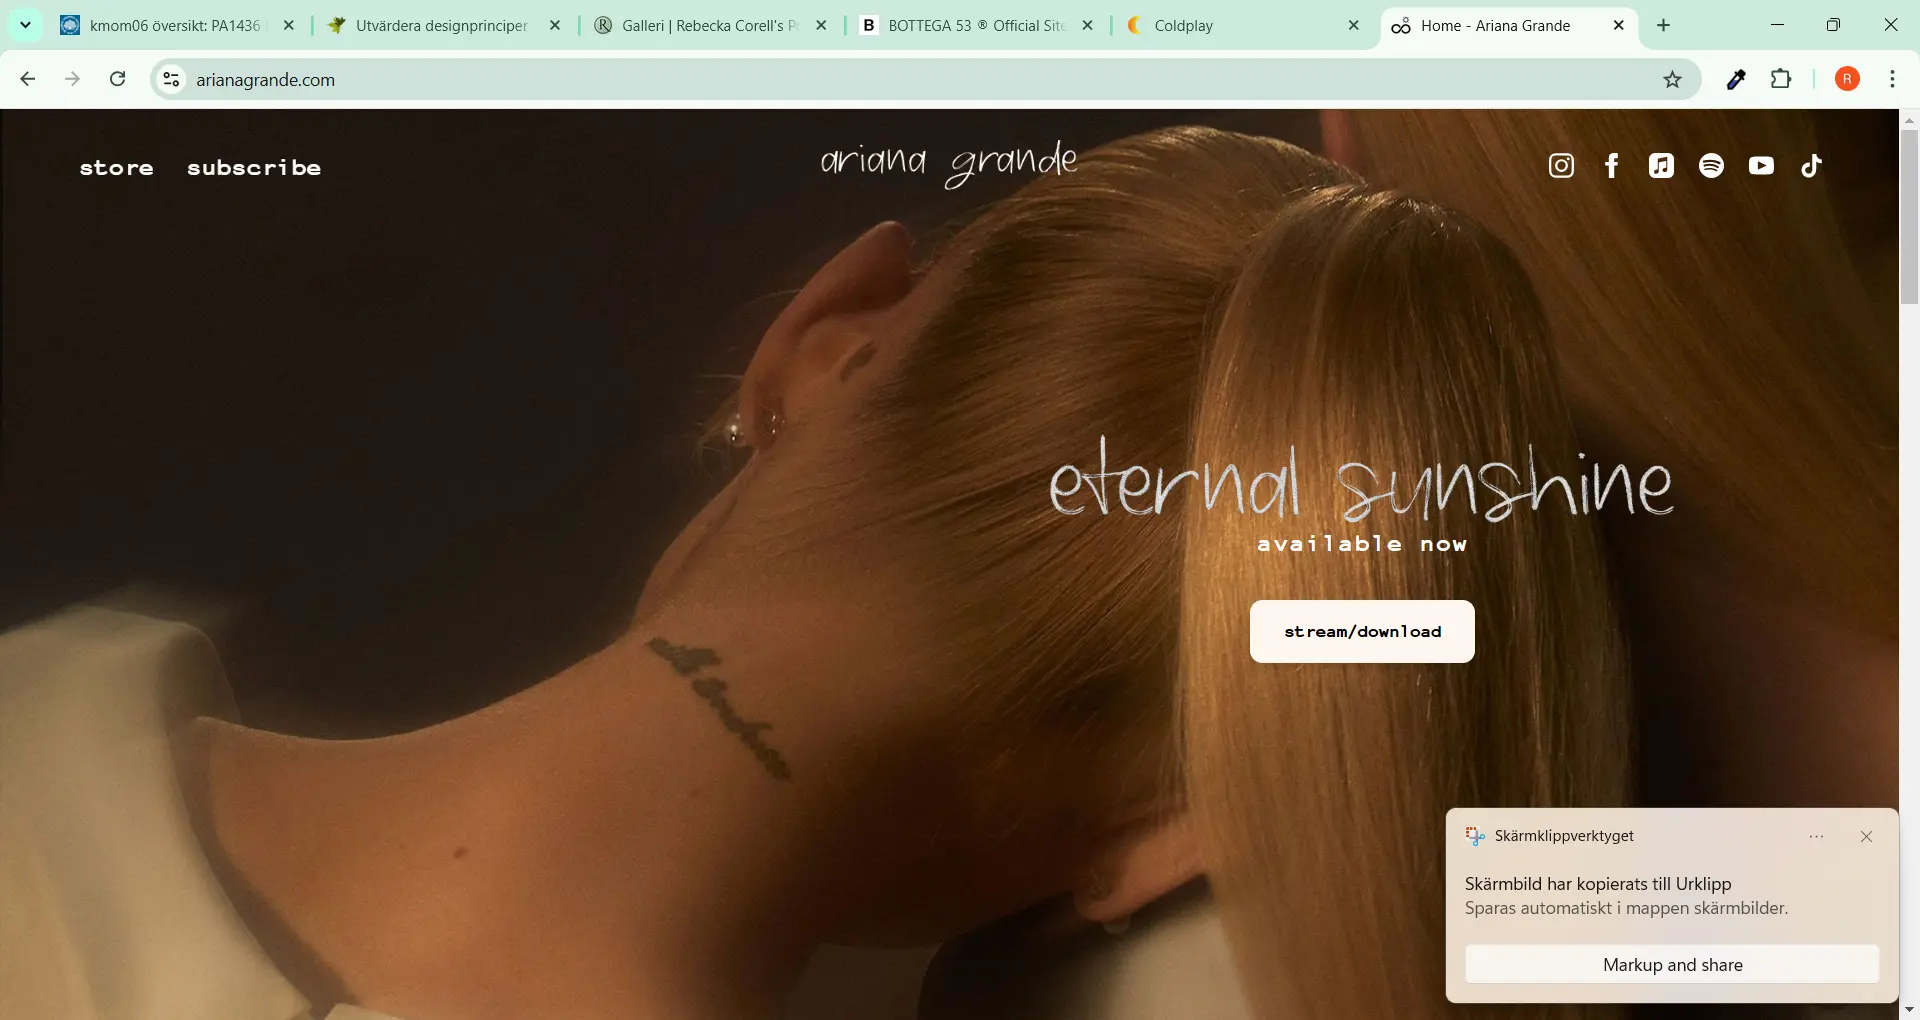 kmom06 översikt: PA1436
Utvärdera designprinciper
Galleri | Rebecka Corell's Po
BOTTEGA 53 ® Official Site
Coldplay
Home - Ariana Grande
arianagrande.com
R
store subscribe
ariana grande
eternal sunshine
available now
stream/download
Skärmklippverktyget
Skärmbild har kopierats till Urklipp
Sparas automatiskt i mappen skärmbilder.
Markup and share